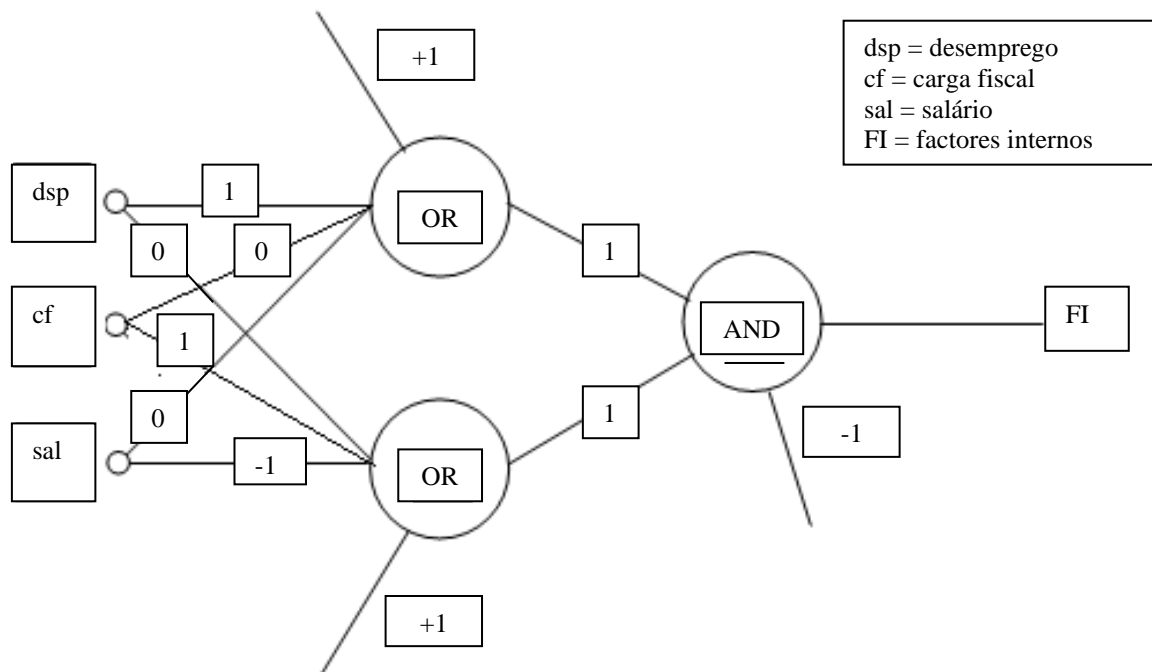 +1
dsp = desemprego
cf = carga fiscal
sal = salário
FI = factores internos
dsp
1
OR
0
0
1
cf
1
AND
FI
0
1
-1
sal
-1
OR
+1